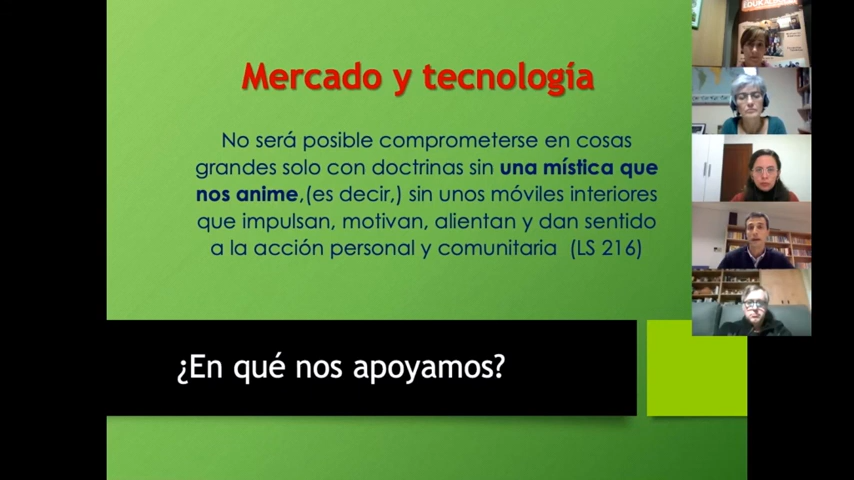 Mercado y tecnología
No será posible comprometerse en cosas
grandes solo con doctrinas sin una mística que
nos anime,(es decir,) sin unos móviles interiores
que impulsan, motivan, alientan y dan sentido
a la acción personal y comunitaria (LS 216)
¿En qué nos apoyamos?